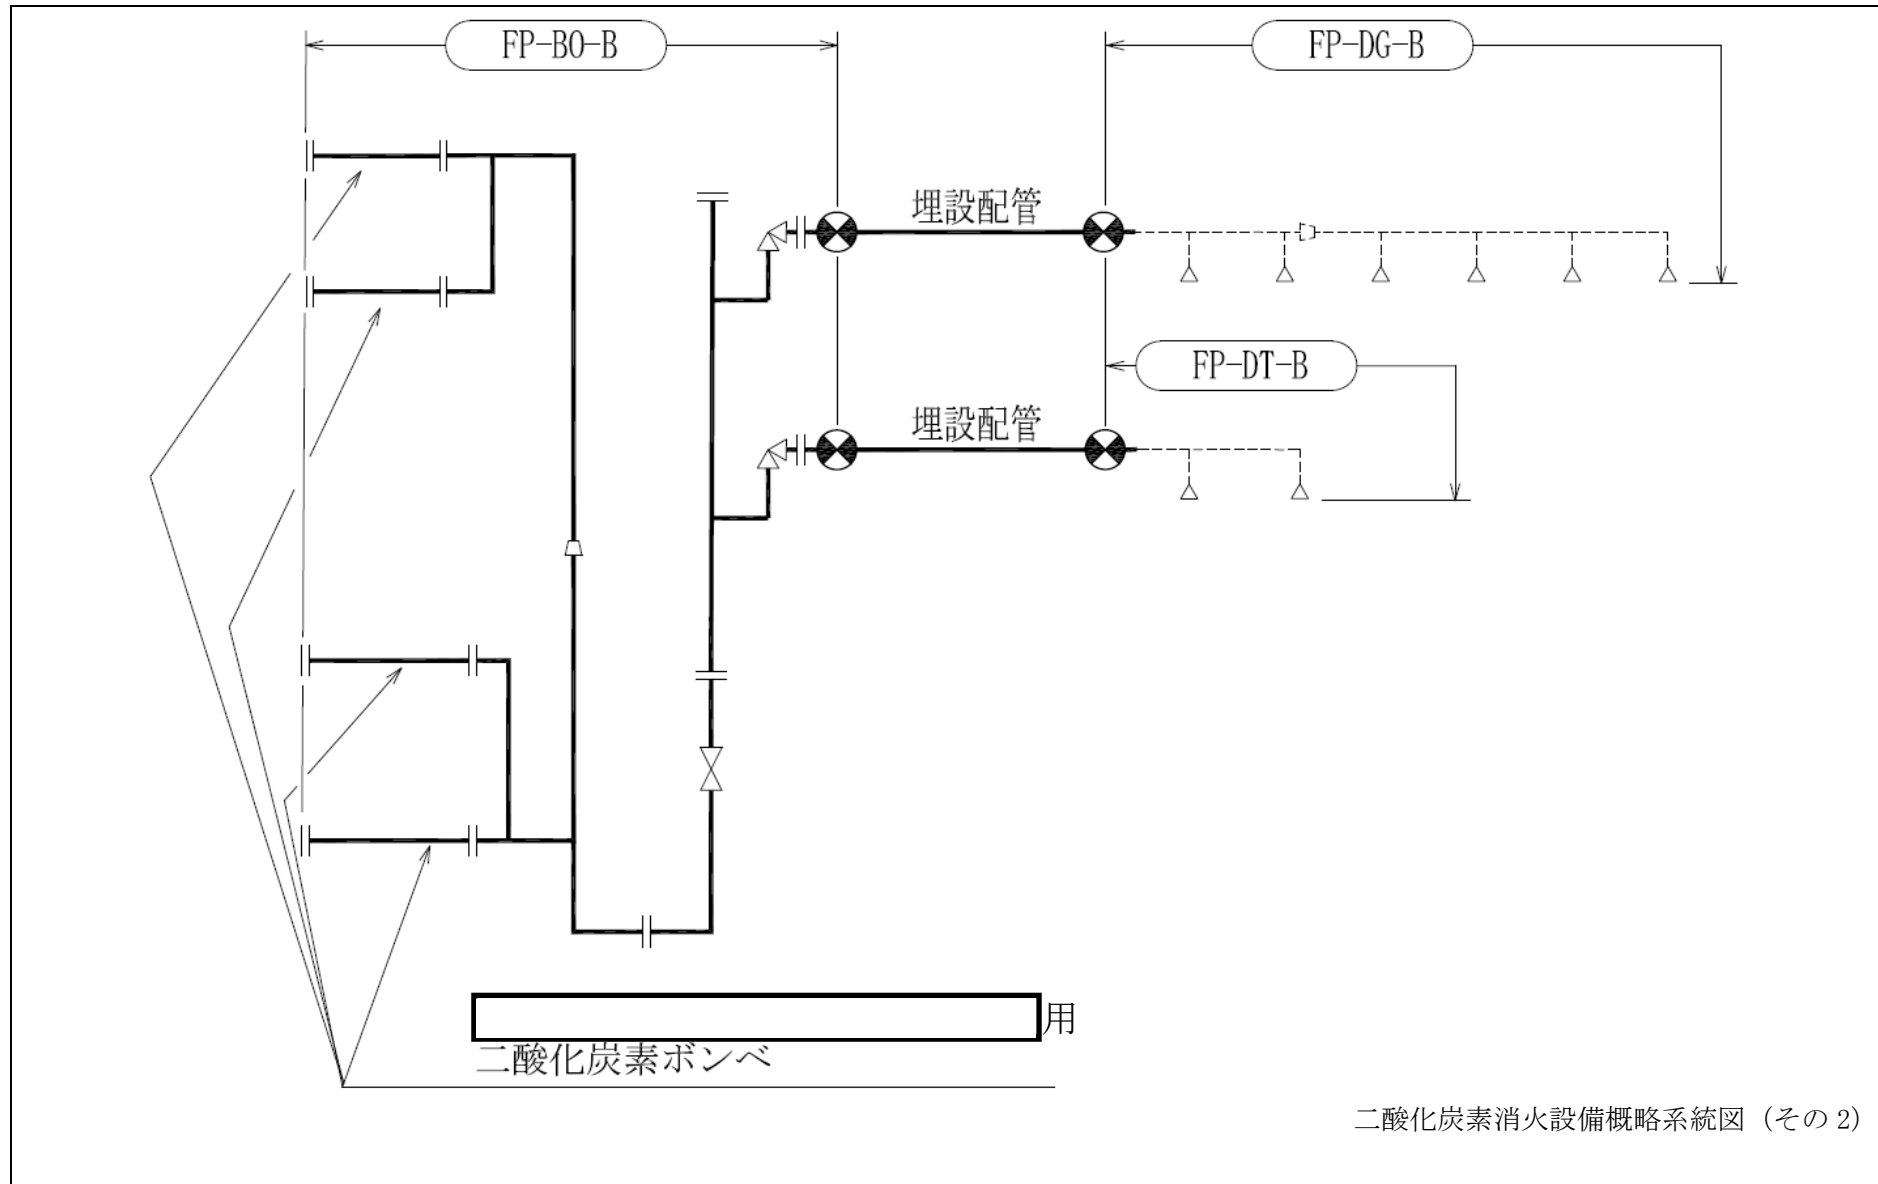 FP-BO-B
FP-DG-B
埋設配管
FP-DT-B
埋設配管
用
二酸化炭素ボンベ
二酸化炭素消火設備概略系統図（その 2）